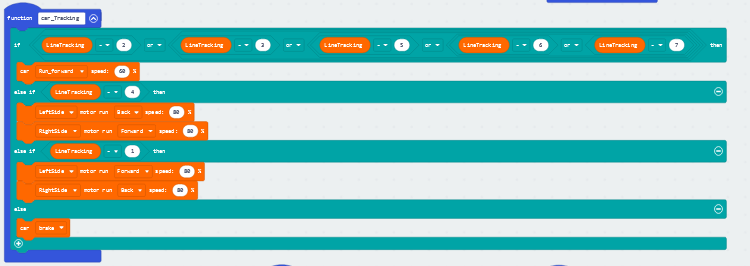 function car_Tracking
if LineTracking = 2 or LineTracking = 3 or LineTracking = 5 or LineTracking = 6 or LineTracking = 7 then
car Run_forward speed: 60 %
else if LineTracking = 4 then
LeftSide motor run Back speed: 80 %
RightSide motor run Forward speed: 80 %
else if LineTracking = 1 then
LeftSide motor run Forward speed: 80 %
RightSide motor run Back speed: 80 %
else
car brake